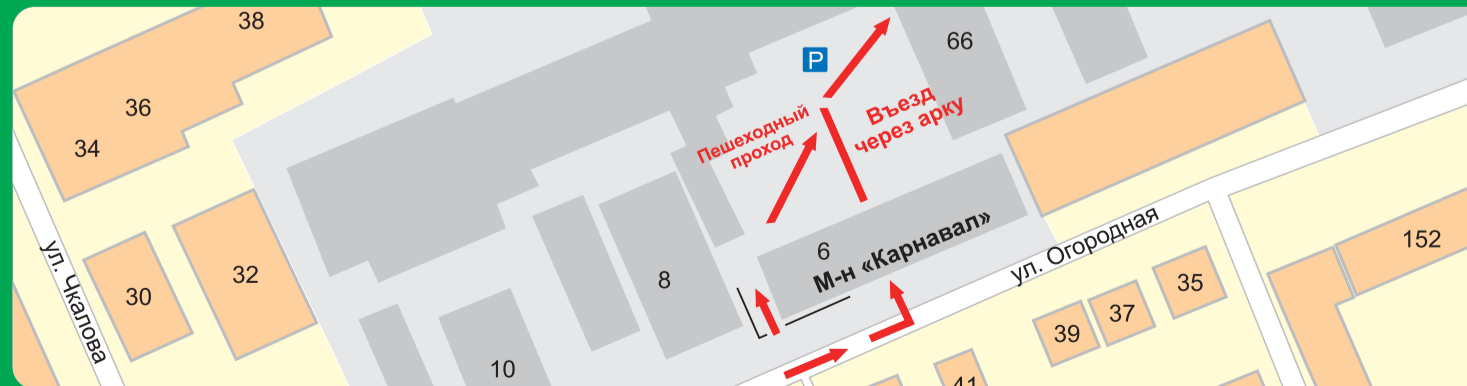 38
66
P
36
Въезд
через арку
Пешеходный
проход
34
ул. Огородная
152
6
М-н «Карнавал»
32
8
35
30
37
39
ул. Чкалова
10
41